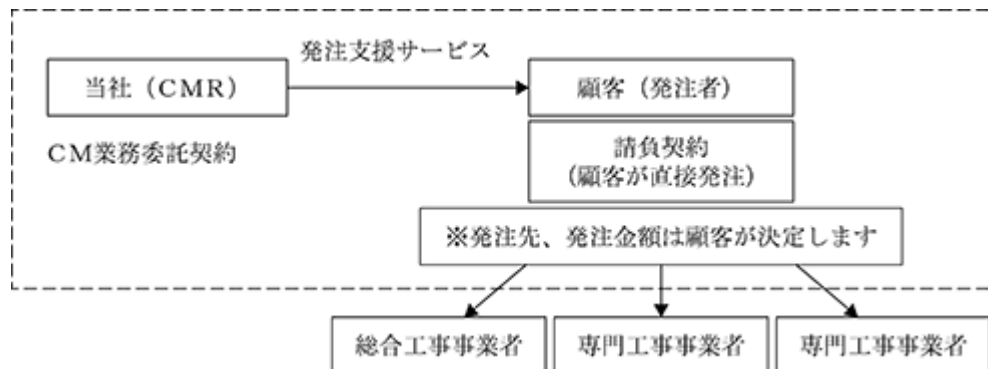 発注支援サービス
当社（ＣＭＲ）
顧客（発注者）
ＣＭ業務委託契約
請負契約
（顧客が直接発注）
※発注先、発注金額は顧客が決定します
総合工事事業者
専門工事事業者
専門工事事業者